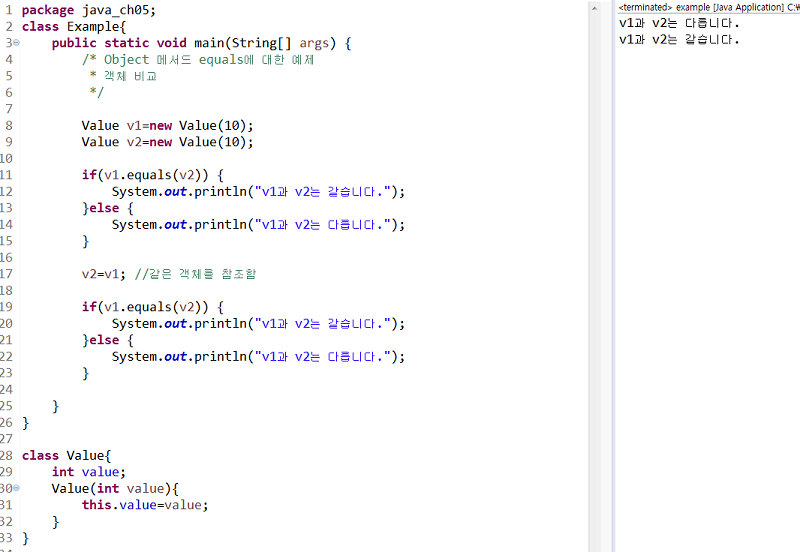 1 package java_ch05;
2 class Example{
3 public static void main(String[] args) {
4 /* Object 메서드 equals에 대한 예제
5 * 객체 비교
6 */
7
8 Value v1=new Value(10);
9 Value v2=new Value(10);
10
11 if(v1.equals(v2)) {
12 System.out.println("v1과 v2는 같습니다.");
13 }else {
14 System.out.println("v1과 v2는 다릅니다.");
15 }
16
17 v2=v1; //같은 객체를 참조함
18
19 if(v1.equals(v2)) {
20 System.out.println("v1과 v2는 같습니다.");
21 }else {
22 System.out.println("v1과 v2는 다릅니다.");
23 }
24
25 }
26 }
27
28 class Value{
29 int value;
30 Value(int value){
31 this.value=value;
32 }
33 }
<terminated> example [Java Application] C:₩
v1과 v2는 다릅니다.
v1과 v2는 같습니다.